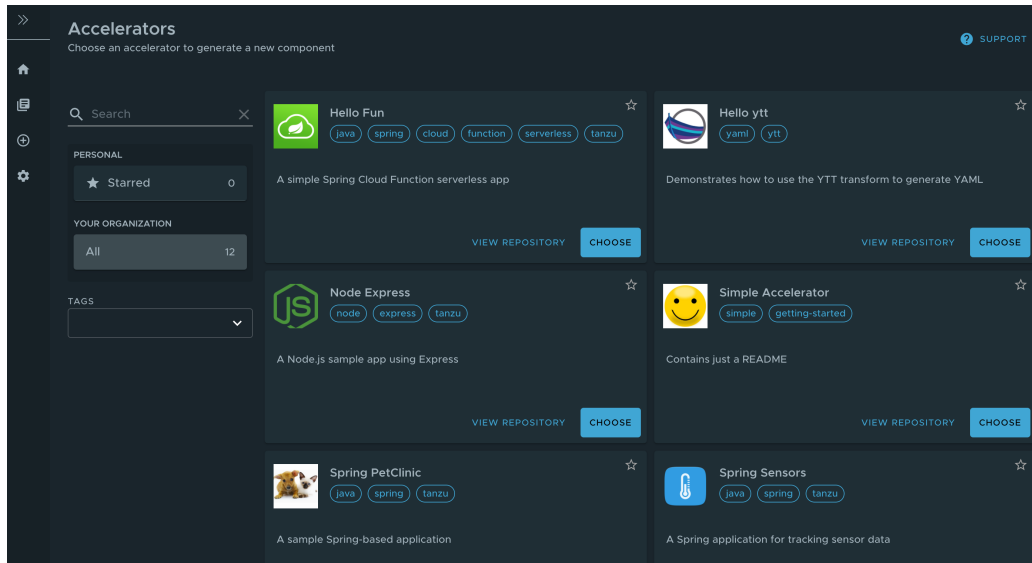 Accelerators
Choose an accelerator to generate a new component
SUPPORT
Search
PERSONAL
Starred 0
YOUR ORGANIZATION
All 12
TAGS
Hello Fun
java spring cloud function serverless tanzu
A simple Spring Cloud Function serverless app
VIEW REPOSITORY CHOOSE
Hello ytt
yaml ytt
Demonstrates how to use the YTT transform to generate YAML
VIEW REPOSITORY CHOOSE
JS
Node Express
node express tanzu
A Node.js sample app using Express
VIEW REPOSITORY CHOOSE
Simple Accelerator
simple getting-started
Contains just a README
VIEW REPOSITORY CHOOSE
Spring PetClinic
java spring tanzu
A sample Spring-based application
Spring Sensors
java spring tanzu
A Spring application for tracking sensor data